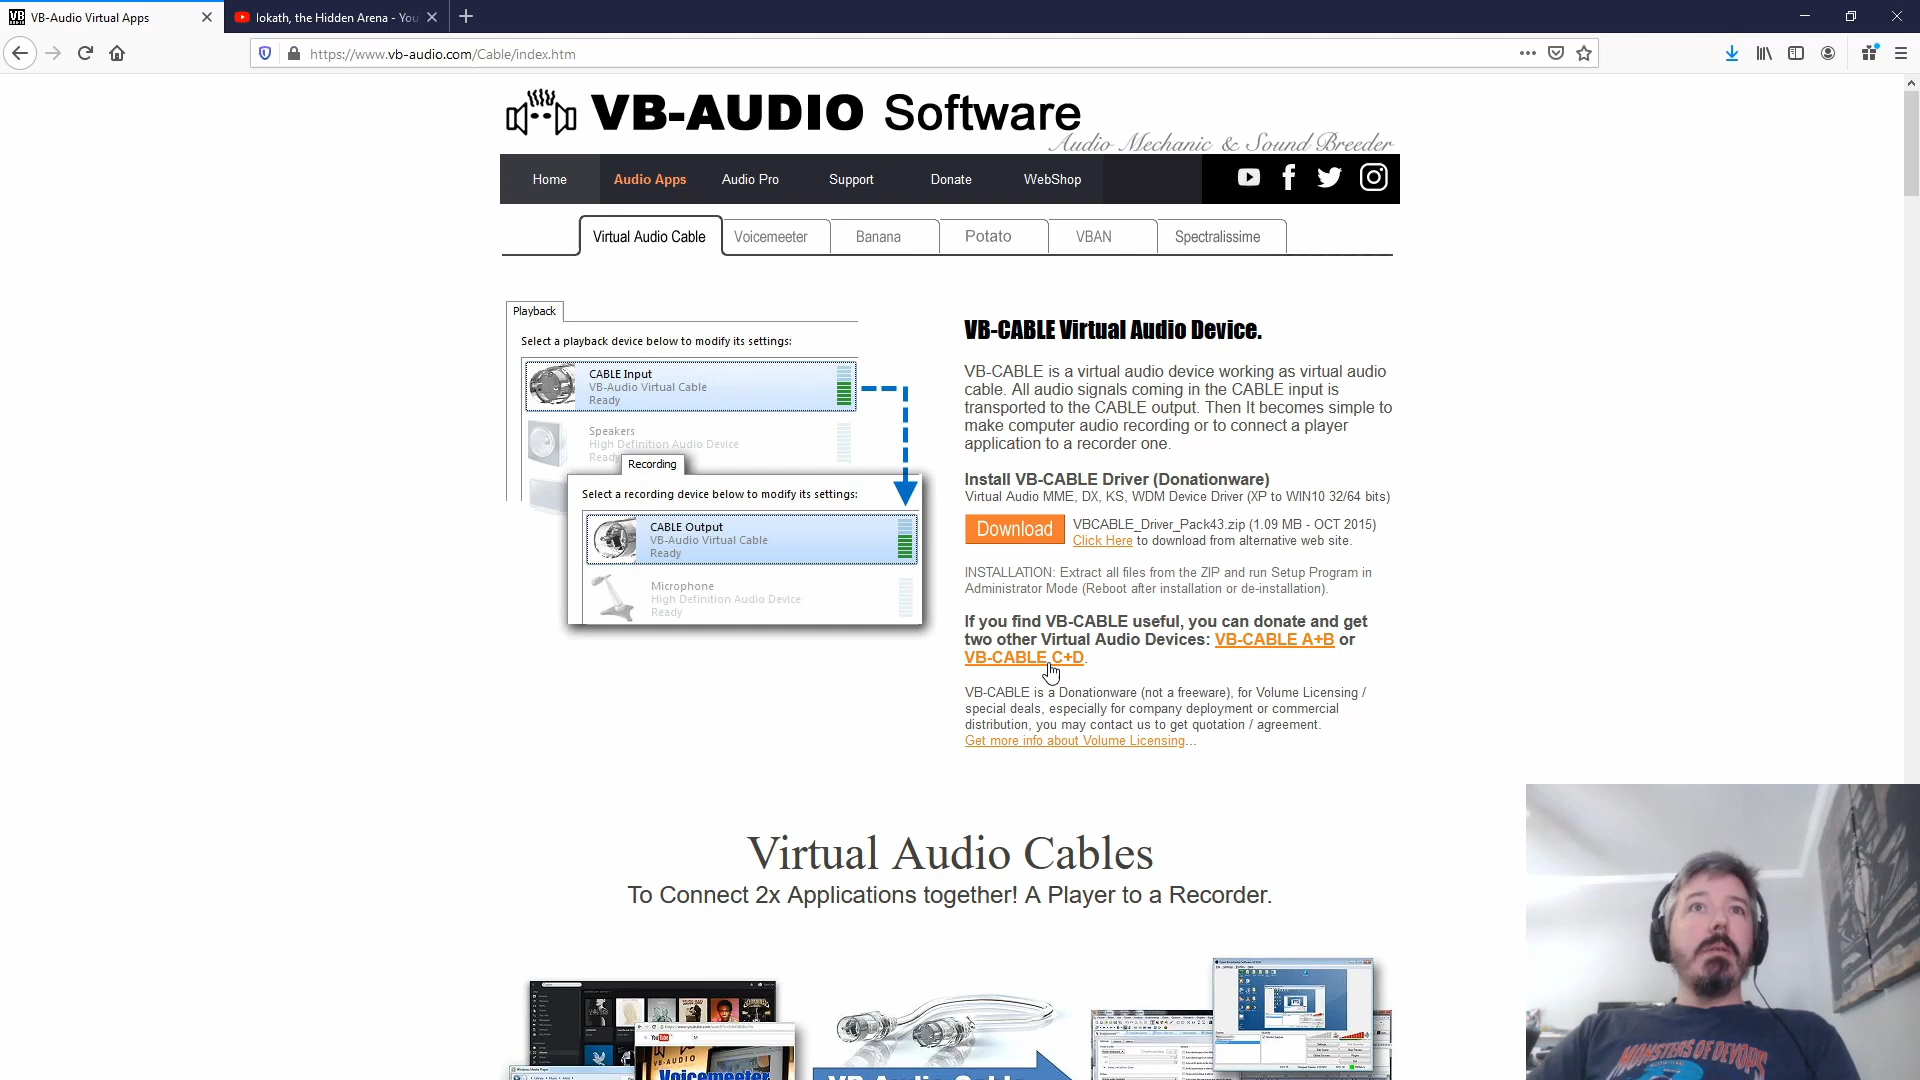 VB-Audio Virtual Apps
Iokath, the Hidden Arena - You
https://www.vb-audio.com/Cable/index.htm
VB-AUDIO Software
Audio Mechanic & Sound Breeder
Home
Audio Apps
Audio Pro
Support
Donate
WebShop
Virtual Audio Cable
Voicemeeter
Banana
Potato
VBAN
Spectralissime
Playback
Select a playback device below to modify its settings:
CABLE Input
VB-Audio Virtual Cable
Ready
Speakers
High Definition Audio Device
Ready
Recording
Select a recording device below to modify its settings:
CABLE Output
VB-Audio Virtual Cable
Ready
Microphone
High Definition Audio Device
Ready
VB-CABLE Virtual Audio Device.
VB-CABLE is a virtual audio device working as virtual audio
cable. All audio signals coming in the CABLE input is
transported to the CABLE output. Then It becomes simple to
make computer audio recording or to connect a player
application to a recorder one.
Install VB-CABLE Driver (Donationware)
Virtual Audio MME, DX, KS, WDM Device Driver (XP to WIN10 32/64 bits)
Download
VBCABLE_Driver_Pack43.zip (1.09 MB - OCT 2015)
Click Here to download from alternative web site.
INSTALLATION: Extract all files from the ZIP and run Setup Program in
Administrator Mode (Reboot after installation or de-installation).
If you find VB-CABLE useful, you can donate and get
two other Virtual Audio Devices: VB-CABLE A+B or
VB-CABLE C+D.
VB-CABLE is a Donationware (not a freeware), for Volume Licensing /
special deals, especially for company deployment or commercial
distribution, you may contact us to get quotation / agreement.
Get more info about Volume Licensing...
Virtual Audio Cables
To Connect 2x Applications together! A Player to a Recorder.
YouTube
VB-AUDIO
Voicemeeter
MONSTERS OF DEVOPS